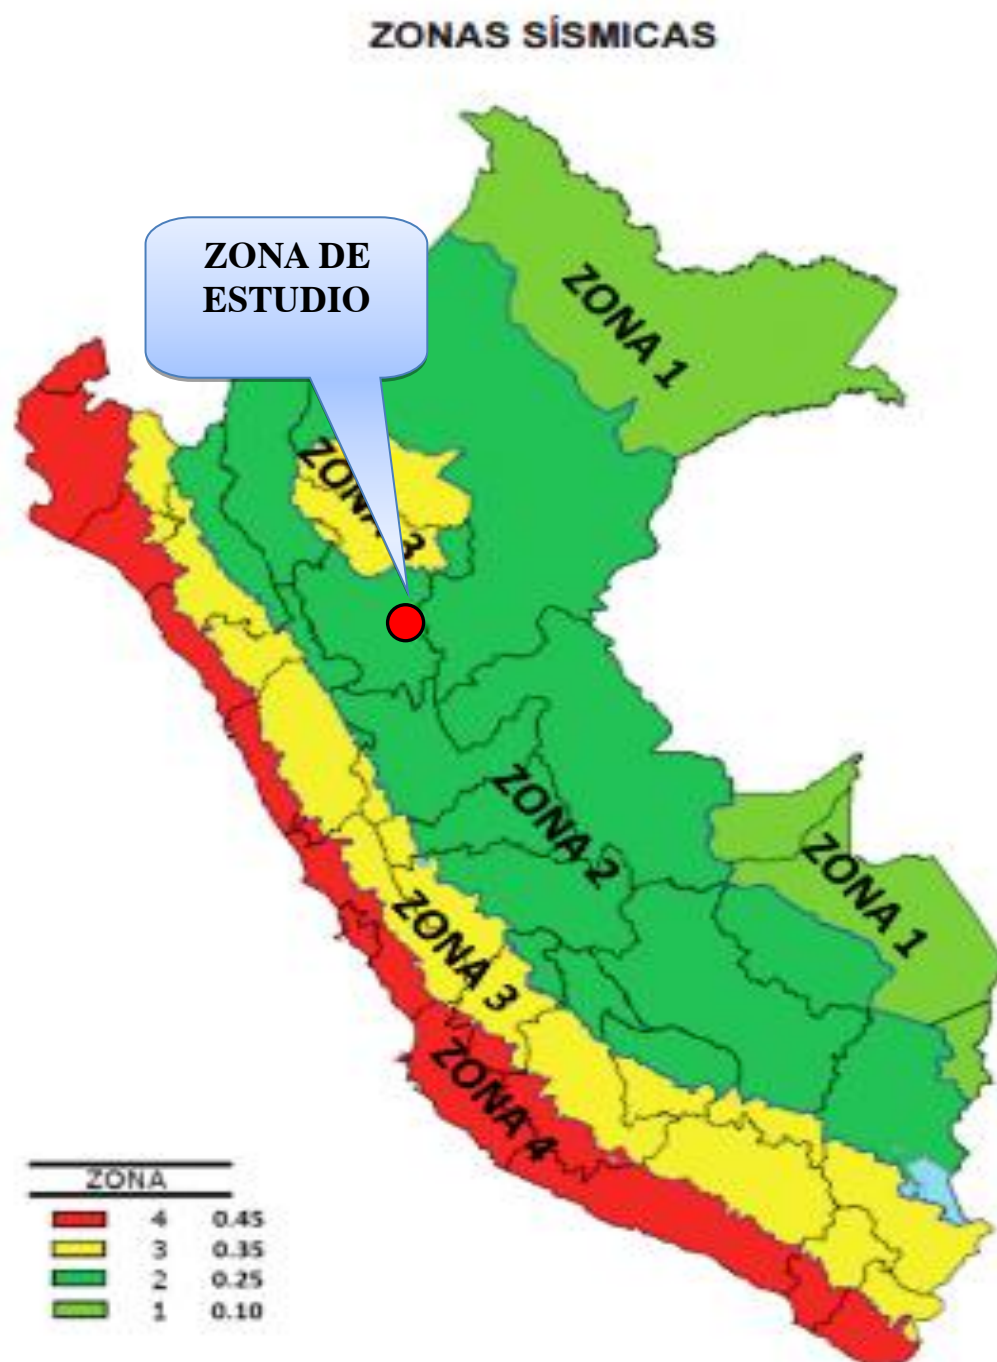 ZONAS SÍSMICAS
ZONA DE
ESTUDIO
ZONA 1
ZONA 3
ZONA 2
ZONA 1
ZONA 3
ZONA 4
ZONA
4 0.45
3 0.35
2 0.25
1 0.10